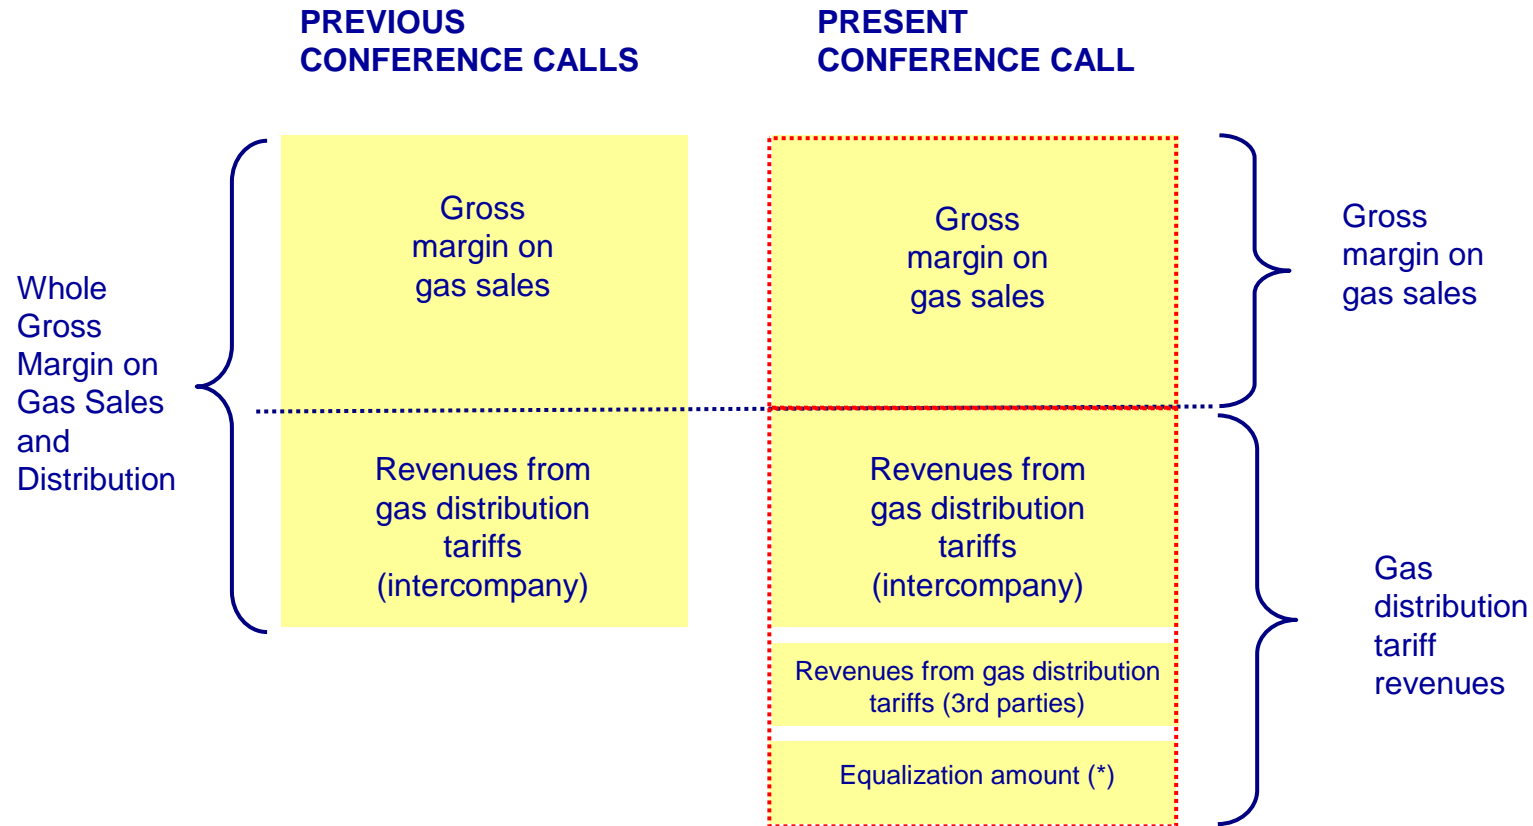 PREVIOUS
CONFERENCE CALLS
PRESENT
CONFERENCE CALL
Whole
Gross
Margin on
Gas Sales
and
Distribution
Gross
margin on
gas sales
Revenues from
gas distribution
tariffs
(intercompany)
Gross
margin on
gas sales
Revenues from
gas distribution
tariffs
(intercompany)
Revenues from gas distribution
tariffs (3rd parties)
Equalization amount (*)
Gross
margin on
gas sales
Gas
distribution
tariff
revenues